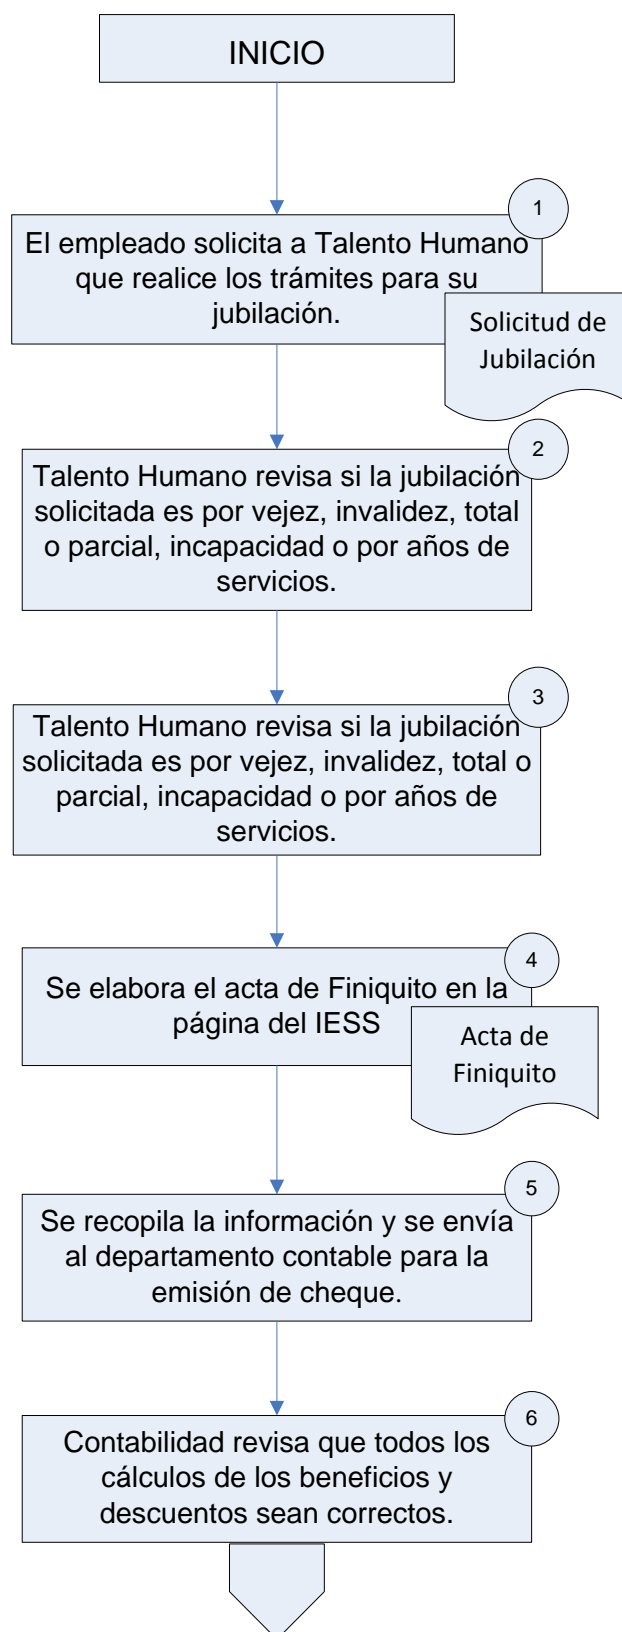 INICIO
1
El empleado solicita a Talento Humano
que realice los trámites para su
jubilación.
Solicitud de
Jubilación
2
Talento Humano revisa si la jubilación
solicitada es por vejez, invalidez, total
o parcial, incapacidad o por años de
servicios.
3
Talento Humano revisa si la jubilación
solicitada es por vejez, invalidez, total o
parcial, incapacidad o por años de
servicios.
4
Se elabora el acta de Finiquito en la
página del IESS
Acta de
Finiquito
5
Se recopila la información y se envía
al departamento contable para la
emisión de cheque.
6
Contabilidad revisa que todos los
cálculos de los beneficios y
descuentos sean correctos.